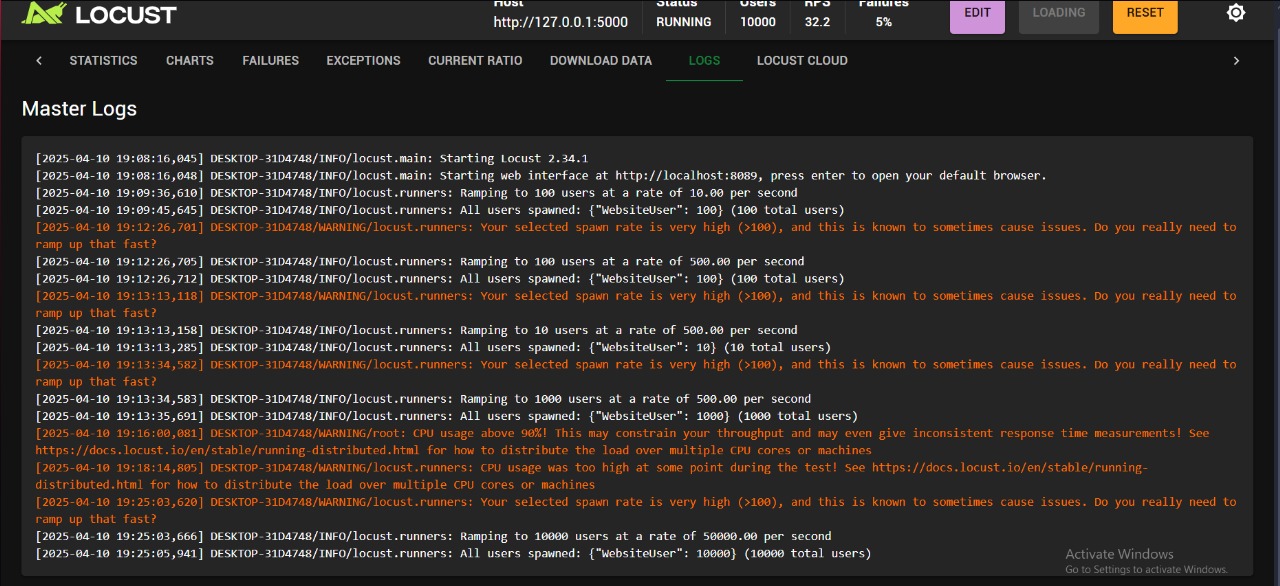 LOCUST
Host
http://127.0.0.1:5000
Status
RUNNING
Users
10000
RPS
32.2
Failures
5%
EDIT
LOADING
RESET
STATISTICS
CHARTS
FAILURES
EXCEPTIONS
CURRENT RATIO
DOWNLOAD DATA
LOGS
LOCUST CLOUD
Master Logs
[2025-04-10 19:08:16,045] DESKTOP-31D4748/INFO/locust.main: Starting Locust 2.34.1
[2025-04-10 19:08:16,048] DESKTOP-31D4748/INFO/locust.main: Starting web interface at http://localhost:8089, press enter to open your default browser.
[2025-04-10 19:09:36,610] DESKTOP-31D4748/INFO/locust.runners: Ramping to 100 users at a rate of 10.00 per second
[2025-04-10 19:09:45,645] DESKTOP-31D4748/INFO/locust.runners: All users spawned: {"WebsiteUser": 100} (100 total users)
[2025-04-10 19:12:26,701] DESKTOP-31D4748/WARNING/locust.runners: Your selected spawn rate is very high (>100), and this is known to sometimes cause issues. Do you really need to
ramp up that fast?
[2025-04-10 19:12:26,705] DESKTOP-31D4748/INFO/locust.runners: Ramping to 100 users at a rate of 500.00 per second
[2025-04-10 19:12:26,712] DESKTOP-31D4748/INFO/locust.runners: All users spawned: {"WebsiteUser": 100} (100 total users)
[2025-04-10 19:13:13,118] DESKTOP-31D4748/WARNING/locust.runners: Your selected spawn rate is very high (>100), and this is known to sometimes cause issues. Do you really need to
ramp up that fast?
[2025-04-10 19:13:13,158] DESKTOP-31D4748/INFO/locust.runners: Ramping to 10 users at a rate of 500.00 per second
[2025-04-10 19:13:13,285] DESKTOP-31D4748/INFO/locust.runners: All users spawned: {"WebsiteUser": 10} (10 total users)
[2025-04-10 19:13:34,582] DESKTOP-31D4748/WARNING/locust.runners: Your selected spawn rate is very high (>100), and this is known to sometimes cause issues. Do you really need to
ramp up that fast?
[2025-04-10 19:13:34,583] DESKTOP-31D4748/INFO/locust.runners: Ramping to 1000 users at a rate of 500.00 per second
[2025-04-10 19:13:35,691] DESKTOP-31D4748/INFO/locust.runners: All users spawned: {"WebsiteUser": 1000} (1000 total users)
[2025-04-10 19:16:00,081] DESKTOP-31D4748/WARNING/root: CPU usage above 90%! This may constrain your throughput and may even give inconsistent response time measurements! See
https://docs.locust.io/en/stable/running-distributed.html for how to distribute the load over multiple CPU cores or machines
[2025-04-10 19:18:14,805] DESKTOP-31D4748/WARNING/locust.runners: CPU usage was too high at some point during the test! See https://docs.locust.io/en/stable/running-
distributed.html for how to distribute the load over multiple CPU cores or machines
[2025-04-10 19:25:03,620] DESKTOP-31D4748/WARNING/locust.runners: Your selected spawn rate is very high (>100), and this is known to sometimes cause issues. Do you really need to
ramp up that fast?
[2025-04-10 19:25:03,666] DESKTOP-31D4748/INFO/locust.runners: Ramping to 10000 users at a rate of 50000.00 per second
[2025-04-10 19:25:05,941] DESKTOP-31D4748/INFO/locust.runners: All users spawned: {"WebsiteUser": 10000} (10000 total users)
Activate Windows
Go to Settings to activate Windows.